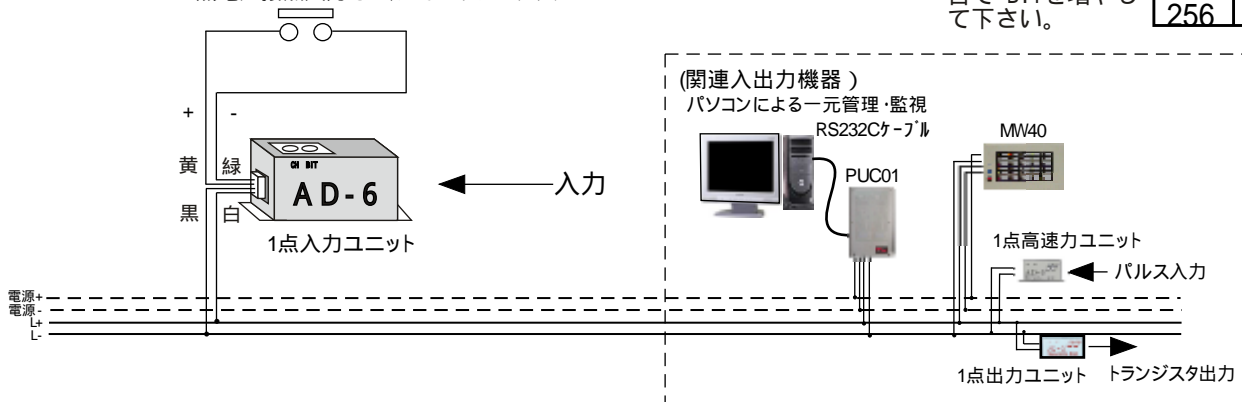 て下さい。
256
(関連入出力機器)
パソコンによる一元管理・監視
RS232Cケーブル
MW40
PUC01
+ -
黄 緑
CH BIT
AD-6
入力
黒 白
1点入力ユニット
1点高速力ユニット
パルス入力
電源+
電源-
L+
L-
1点出力ユニット
トランジスタ出力